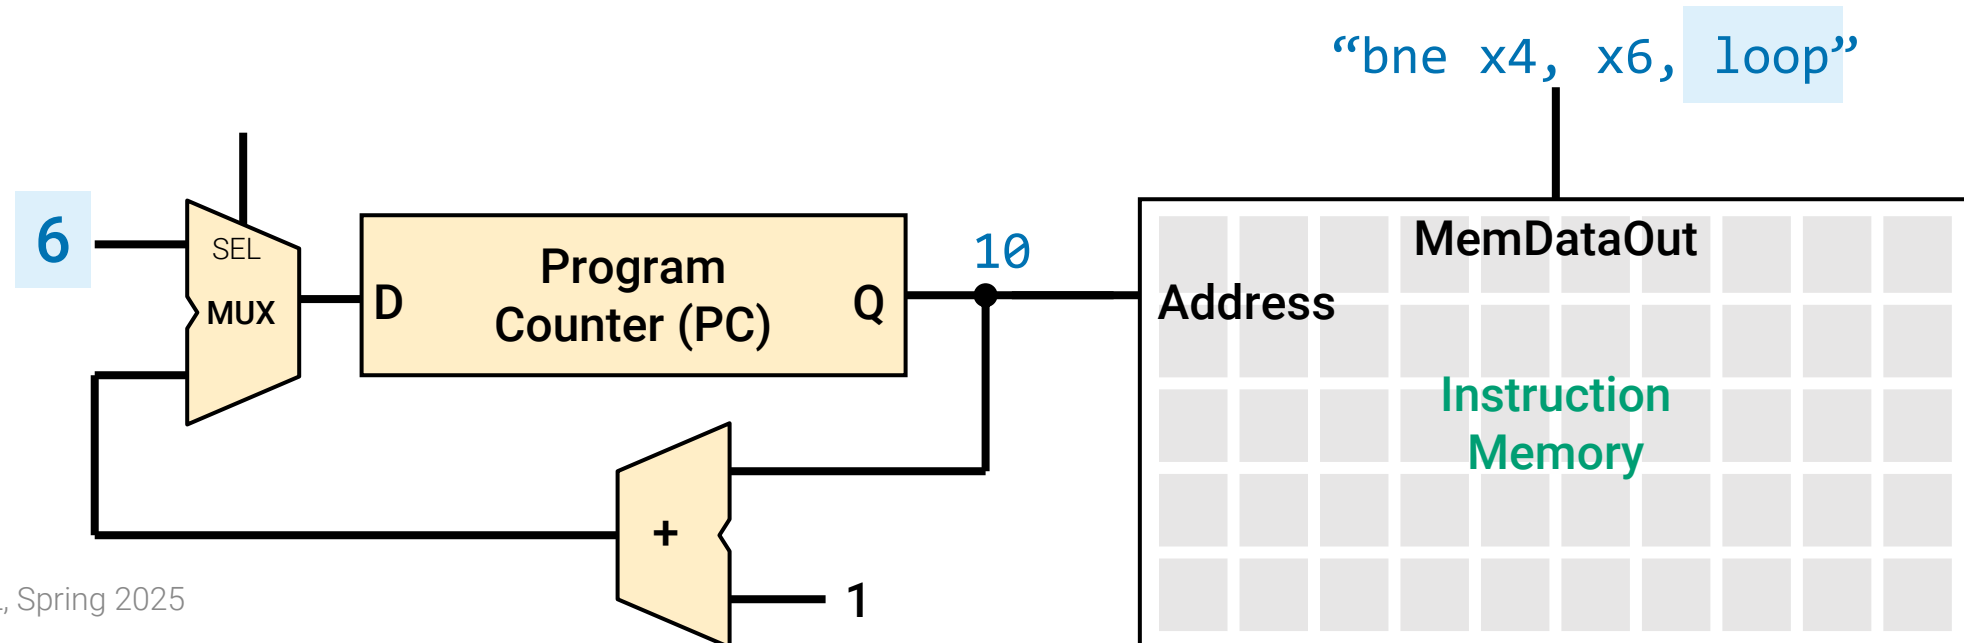 “bne x4, x6, loop”
6
SEL
MUX
D
Program
Counter (PC)
Q
10
MemDataOut
Address
Instruction
Memory
+
1
, Spring 2025